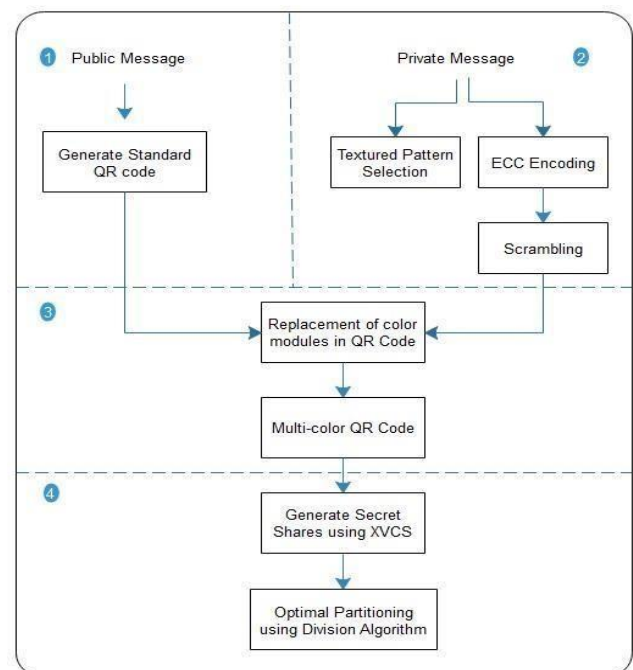 1 Public Message
Private Message 2
Generate Standard
QR code
Textured Pattern
Selection
ECC Encoding
Scrambling
3
Replacement of color
modules in QR Code
Multi-color QR Code
4
Generate Secret
Shares using XVCS
Optimal Partitioning
using Division Algorithm